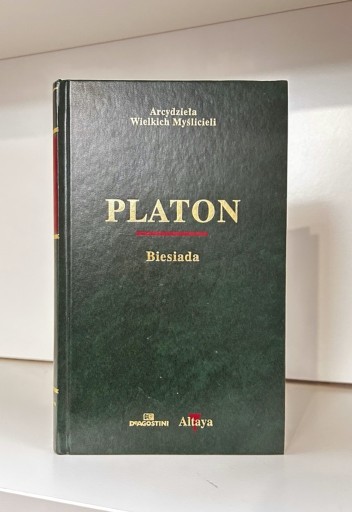 Arcydzieła
Wielkich Myślicieli
PLATON
Biesiada
DEAGOSTINI
Altaya